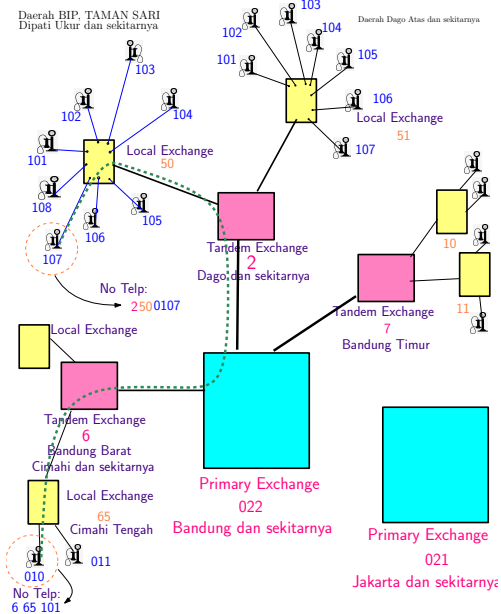 Daerah BIP, TAMAN SARI
Dipati Ukur dan sekitarnya
103
102
104
101
108
106
105
107
Local Exchange
50
No Telp:
2500107
Daerah Dago Atas dan sekitarnya
103
102
104
101
105
106
Local Exchange
51
107
Tandem Exchange
2
Dago dan sekitarnya
10
11
Tandem Exchange
7
Bandung Timur
Local Exchange
Tandem Exchange
6
Bandung Barat
Cimahi dan sekitarnya
Local Exchange
65
Cimahi Tengah
011
010
No Telp:
6 65 101
Primary Exchange
022
Bandung dan sekitarnya
Primary Exchange
021
Jakarta dan sekitarnya